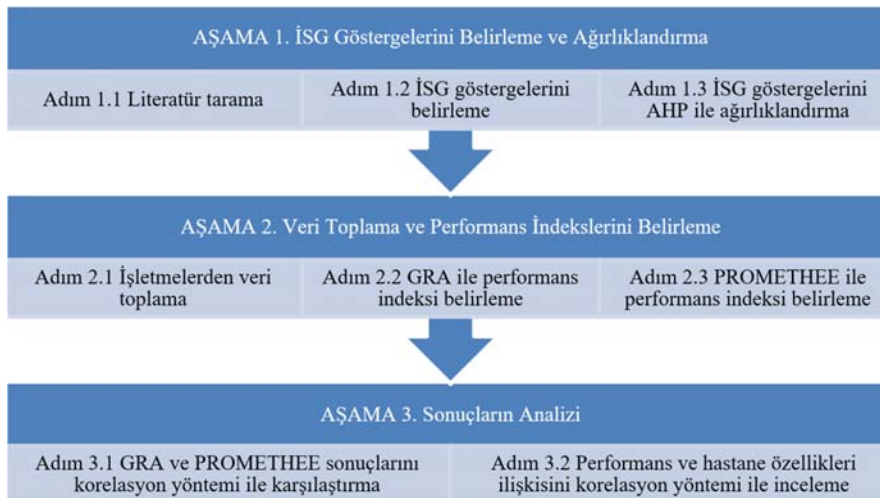 AŞAMA 1. İSG Göstergelerini Belirleme ve Ağırlıklandırma
Adım 1.1 Literatür tarama
Adım 1.2 İSG göstergelerini
belirleme
Adım 1.3 İSG göstergelerini
AHP ile ağırlıklandırma
AŞAMA 2. Veri Toplama ve Performans İndekslerini Belirleme
Adım 2.1 İşletmelerden veri
toplama
Adım 2.2 GRA ile performans
indeksi belirleme
Adım 2.3 PROMETHEE ile
performans indeksi belirleme
AŞAMA 3. Sonuçların Analizi
Adım 3.1 GRA ve PROMETHEE sonuçlarını
korelasyon yöntemi ile karşılaştırma
Adım 3.2 Performans ve hastane özellikleri
ilişkisini korelasyon yöntemi ile inceleme